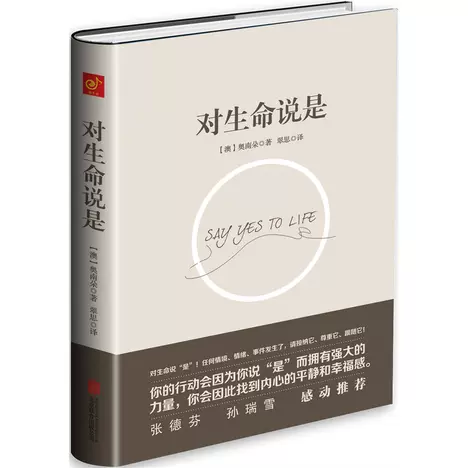 对生命说是
【澳】奥南朵◎著 翠思◎译
SAY YES TO LIFE
对生命说“是”！任何情境、情绪、事件发生了，请接纳它、尊重它、跟随它！
你的行动会因为你说“是”而拥有强大的
力量，你会因此找到内心的平静和幸福感。
张德芬 孙瑞雪 感动推荐
对生命说是
【澳】奥南朵◎著 翠思◎译